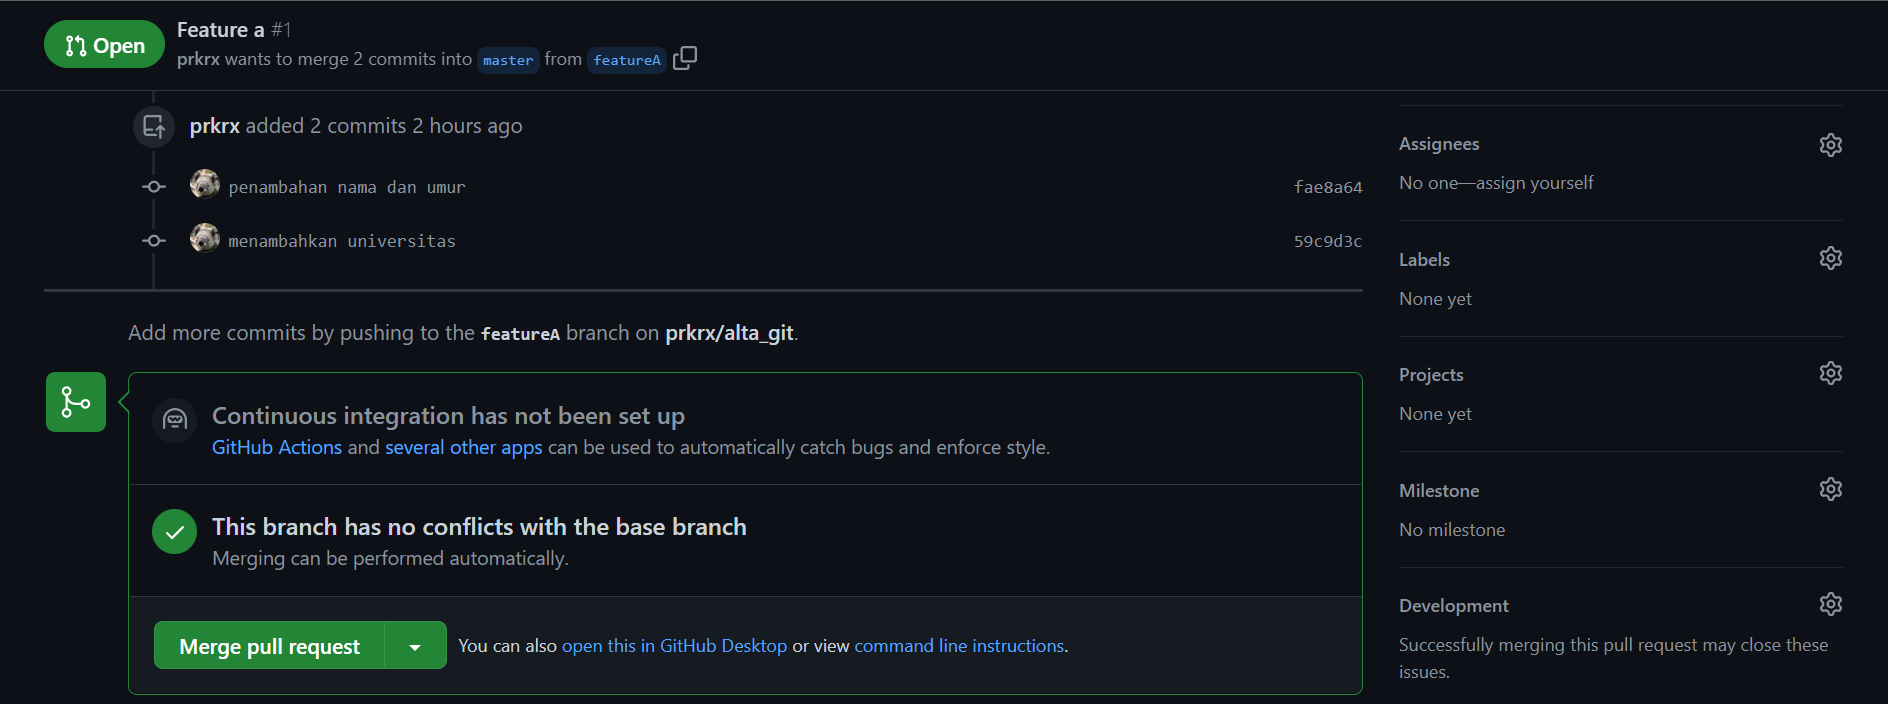 Open
Feature a #1
prkrx wants to merge 2 commits into master from featureA
prkrx added 2 commits 2 hours ago
penambahan nama dan umur fae8a64
menambahkan universitas 59c9d3c
Add more commits by pushing to the featureA branch on prkrx/alta_git.
Continuous integration has not been set up
GitHub Actions and several other apps can be used to automatically catch bugs and enforce style.
This branch has no conflicts with the base branch
Merging can be performed automatically.
Merge pull request
You can also open this in GitHub Desktop or view command line instructions.
Assignees
No one—assign yourself
Labels
None yet
Projects
None yet
Milestone
No milestone
Development
Successfully merging this pull request may close these
issues.